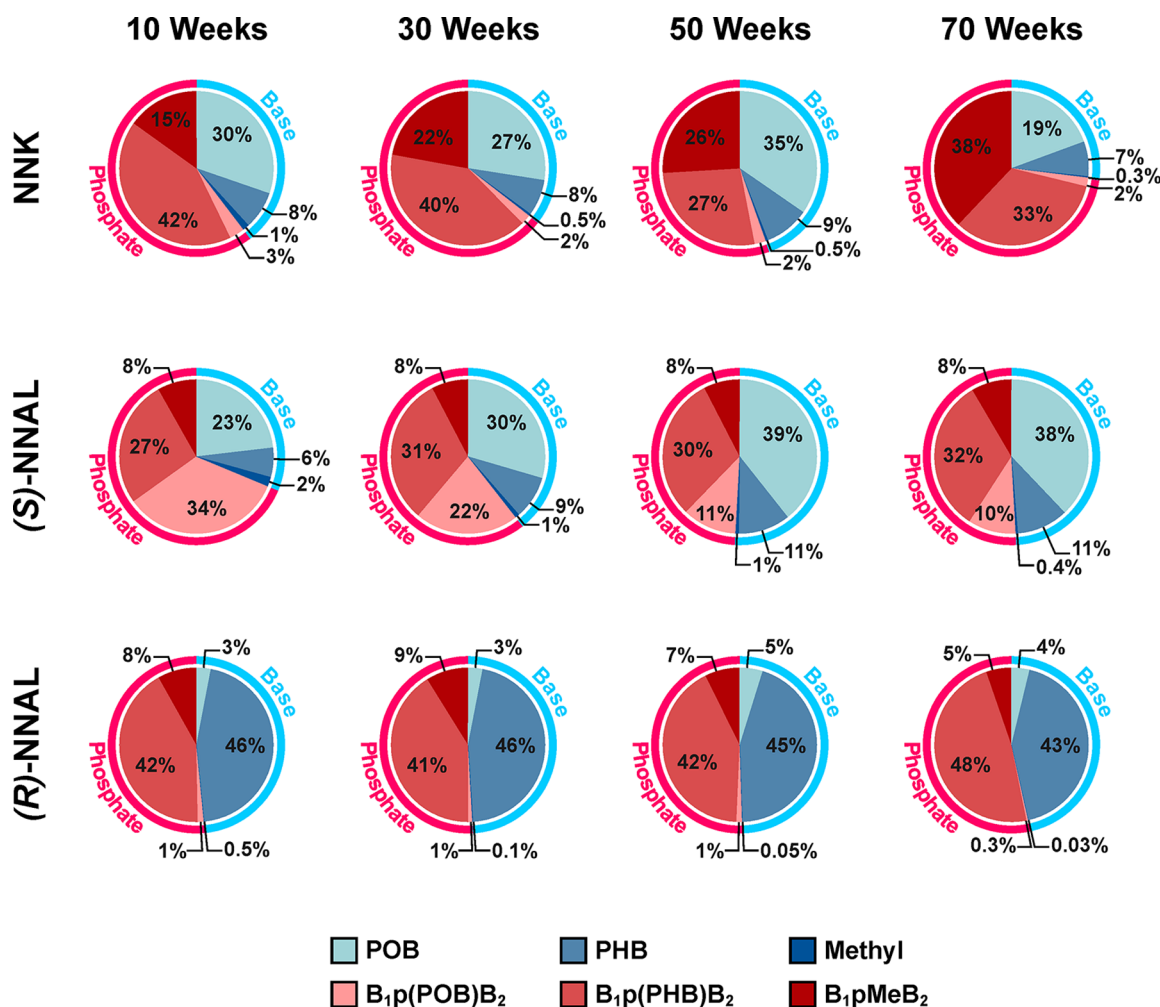 10 Weeks 30 Weeks 50 Weeks 70 Weeks
NNK
Base
Phosphate
15%
30%
8%
1%
3%
42%
Base
Phosphate
22%
27%
8%
0.5%
2%
40%
Base
Phosphate
26%
35%
9%
0.5%
2%
27%
Base
Phosphate
38%
19%
7%
0.3%
2%
33%
(S)-NNAL
Base
Phosphate
8%
23%
6%
2%
34%
27%
Base
Phosphate
8%
30%
9%
1%
22%
31%
Base
Phosphate
8%
39%
11%
1%
11%
30%
Base
Phosphate
8%
38%
11%
0.4%
10%
32%
(R)-NNAL
Base
Phosphate
8%
3%
46%
0.5%
1%
42%
Base
Phosphate
9%
3%
46%
0.1%
1%
41%
Base
Phosphate
7%
5%
45%
0.05%
1%
42%
Base
Phosphate
5%
4%
43%
0.03%
0.3%
48%
POB PHB Methyl
B₁p(POB)B₂ B₁p(PHB)B₂ B₁pMeB₂